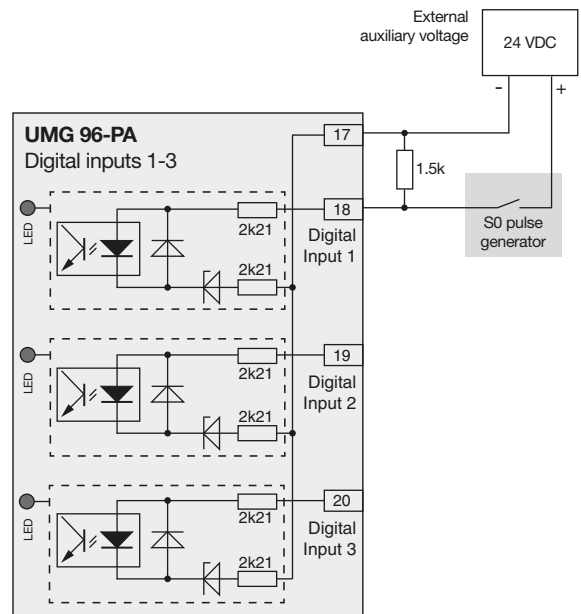 External
auxiliary voltage
24 VDC
- +
UMG 96-PA
Digital inputs 1-3
17
1.5k
LED
2k21
18
Digital
Input 1
2k21
S0 pulse
generator
LED
2k21
19
Digital
Input 2
2k21
LED
2k21
20
Digital
Input 3
2k21